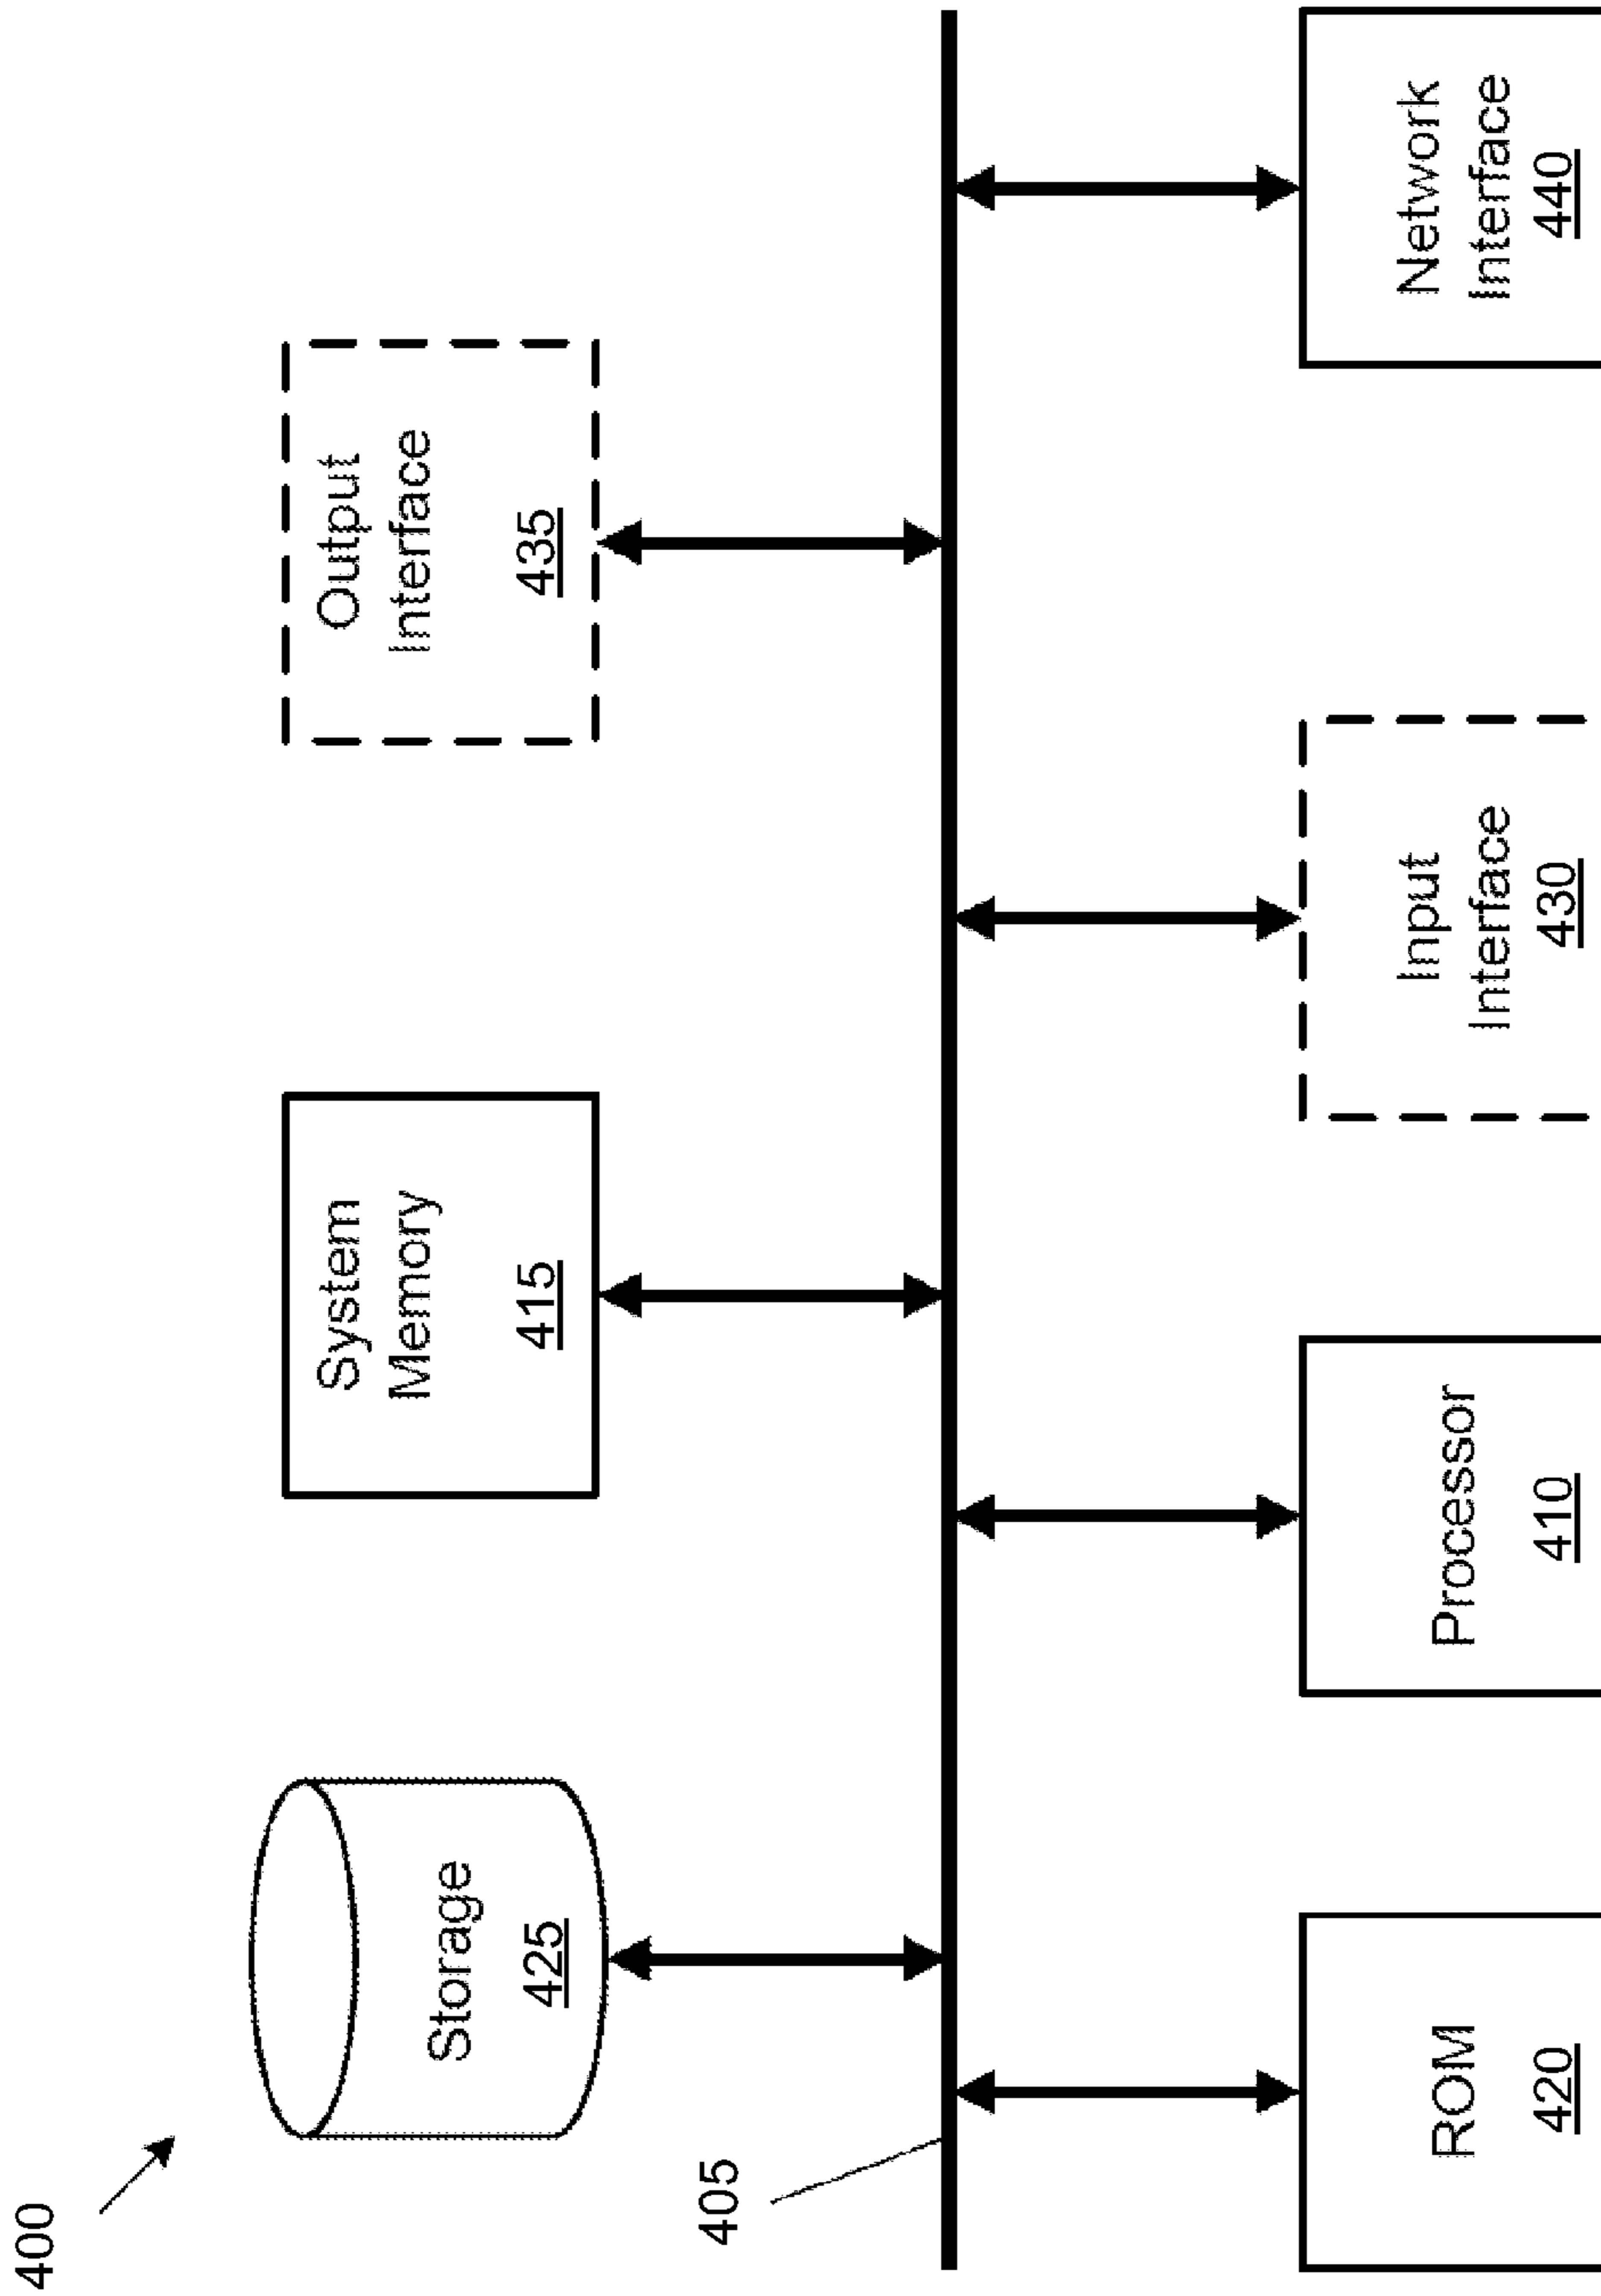 400
Storage
425
System
Memory
415
Output
Interface
435
405
ROM
420
Processor
410
Input
Interface
430
Network
Interface
440